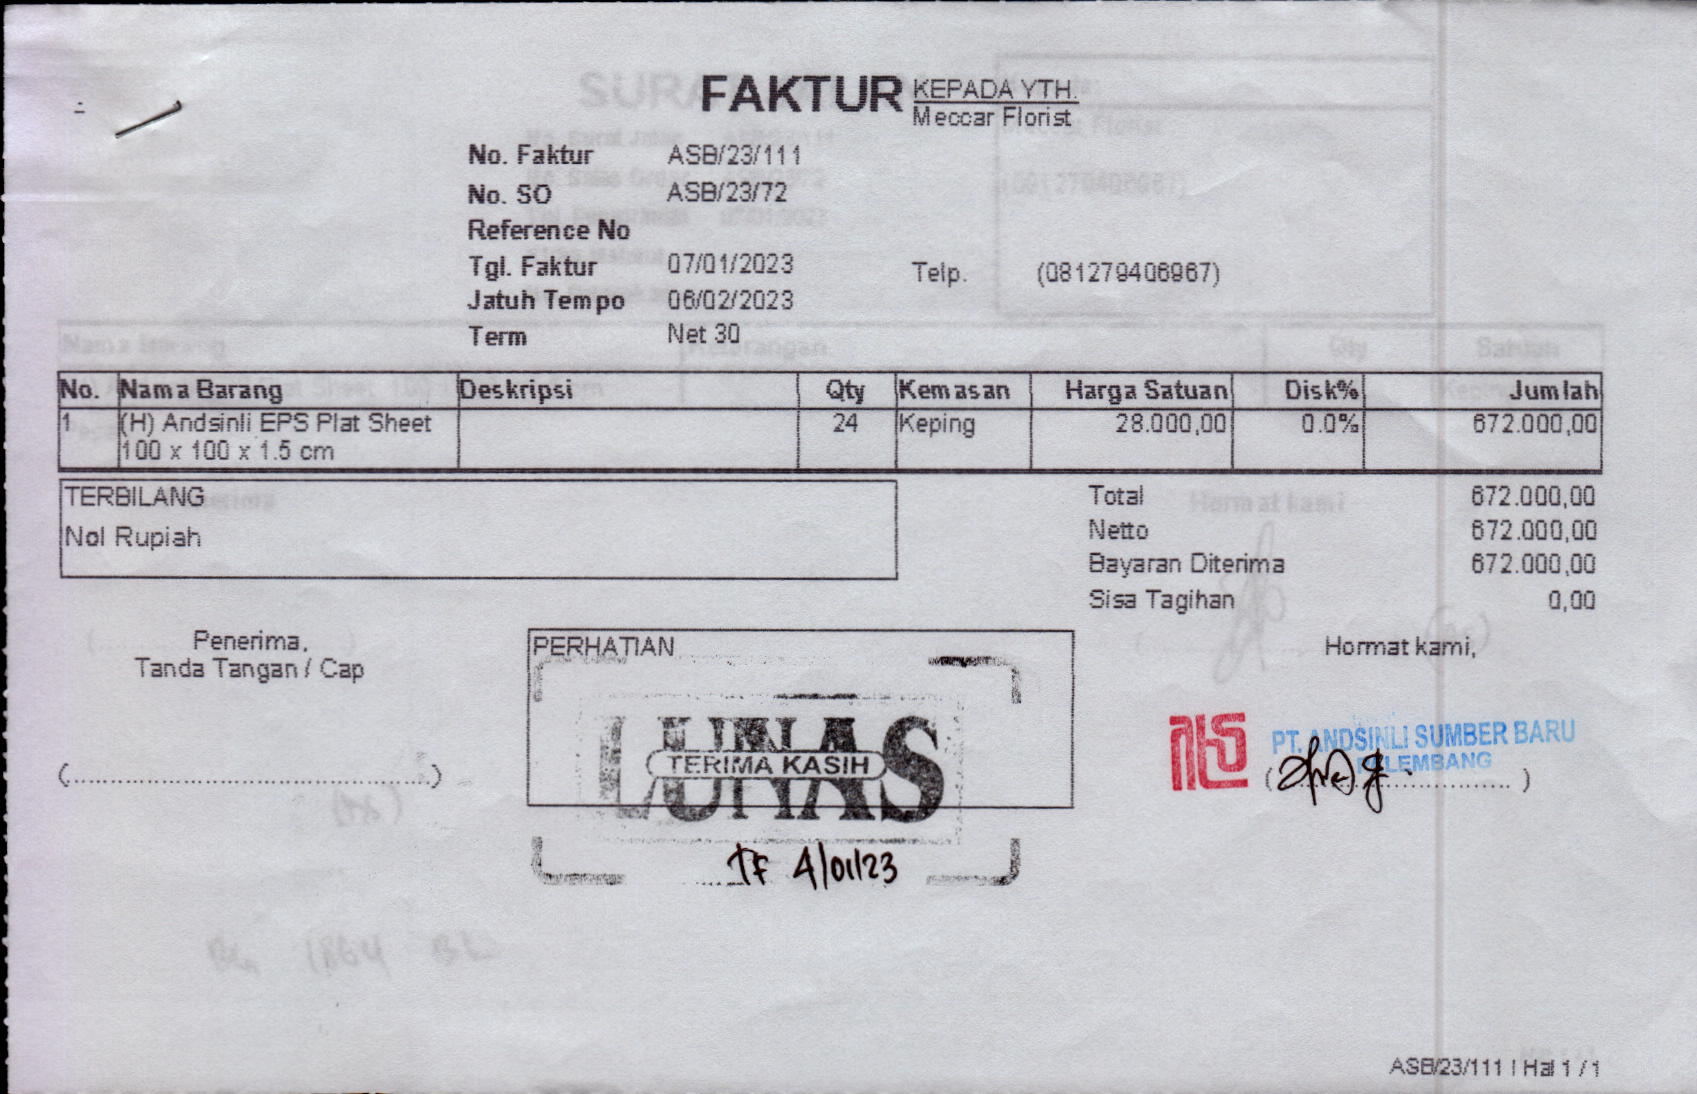 FAKTUR
KEPADA YTH.
Meccar Florist
No. Faktur ASB/23/111
No. SO ASB/23/72
Reference No
Tgl. Faktur 07/01/2023
Telp. (081279406967)
Jatuh Tempo 06/02/2023
Term Net 30
No. Nama Barang Deskripsi Qty Kemasan Harga Satuan Disk% Jumlah
1 (H) Andsinli EPS Plat Sheet 24 Keping 28.000,00 0.0% 672.000,00
100 x 100 x 1.5 cm
TERBILANG
Nol Rupiah
Total 672.000,00
Netto 672.000,00
Bayaran Diterima 672.000,00
Sisa Tagihan 0,00
Penerima,
Tanda Tangan / Cap
(....................................................)
PERHATIAN
LUNAS
TERIMA KASIH
TF 4/01/23
Hormat kami,
PT. ANDSINLI SUMBER BARU
PALEMBANG
ASB/23/111 | Hal 1 / 1